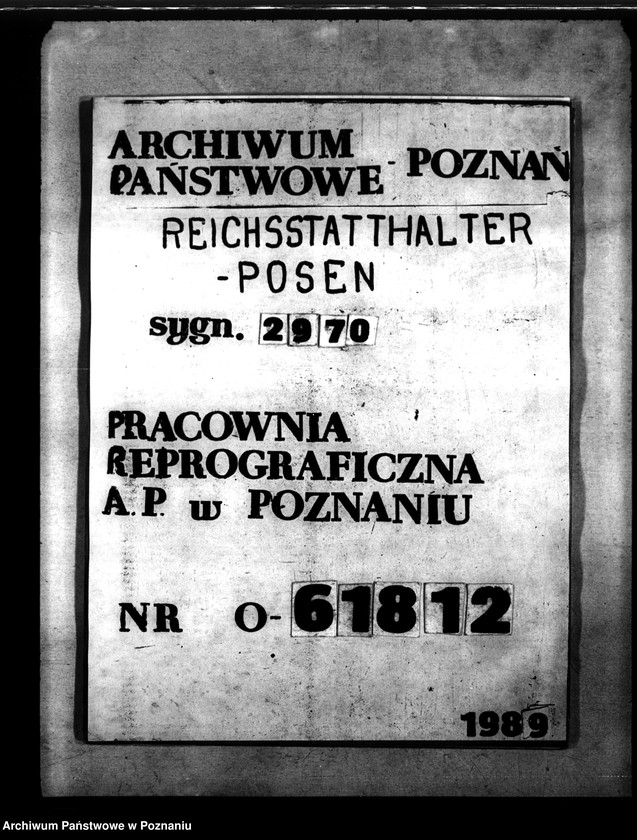 ARCHIWUM
PAŃSTWOWE - POZNAŃ
REICHSSTATTHALTER
-POSEN
sygn. 2970
PRACOWNIA
REPROGRAFICZNA
A.P. w POZNANIU
NR O-61812
1989
Archiwum Państwowe w Poznaniu